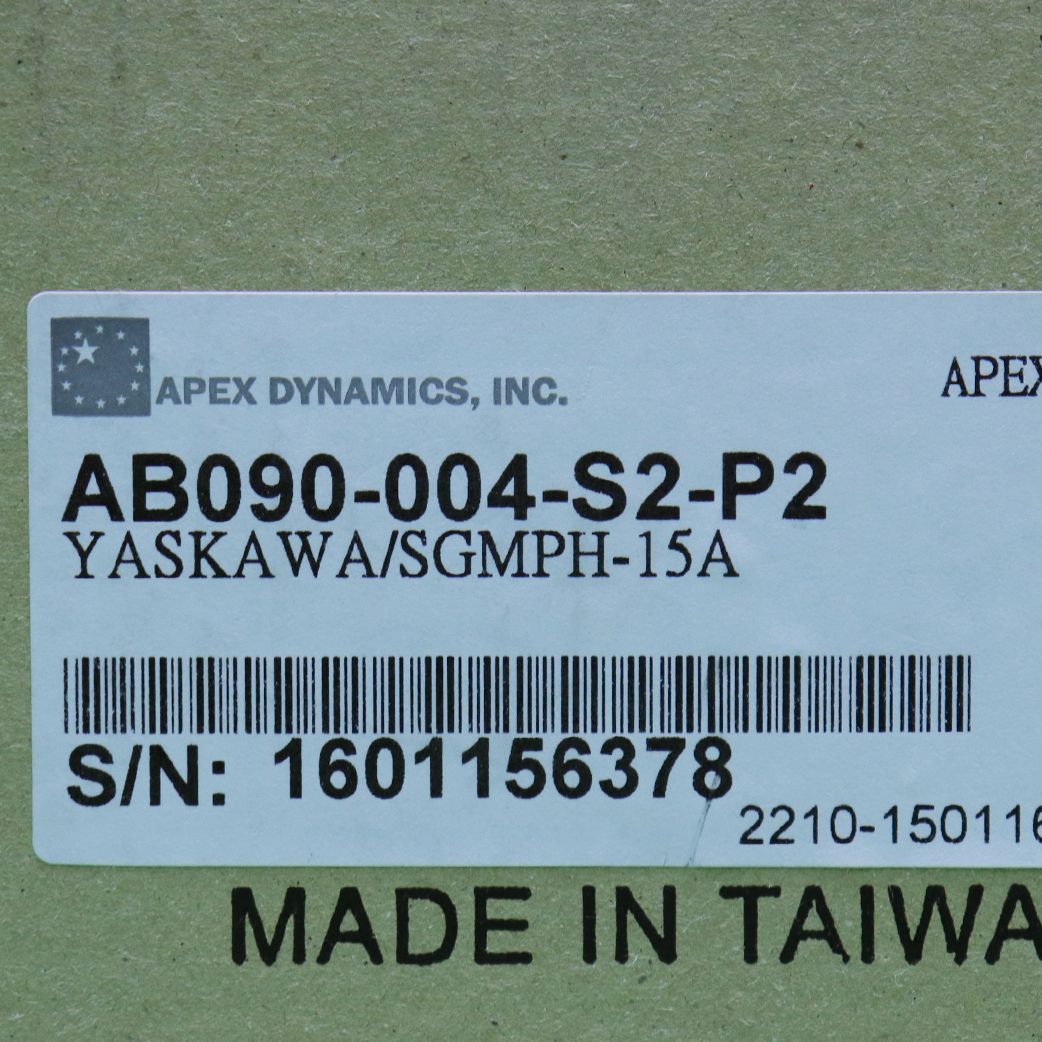 APEX DYNAMICS, INC.
APEX
AB090-004-S2-P2
YASKAWA/SGMPH-15A
S/N: 1601156378
2210-150116
MADE IN TAIWA